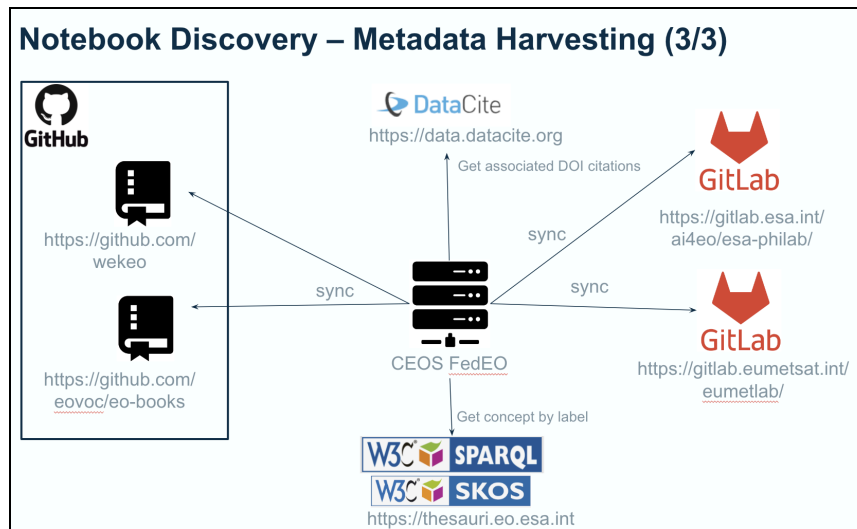 Notebook Discovery – Metadata Harvesting (3/3)
GitHub
https://github.com/
wekeo
https://github.com/
eovoc/eo-books
DataCite
https://data.datacite.org
Get associated DOI citations
sync
sync
sync
CEOS FedEO
Get concept by label
W3C® SPARQL
W3C® SKOS
https://thesauri.eo.esa.int
GitLab
https://gitlab.esa.int/
ai4eo/esa-philab/
GitLab
https://gitlab.eumetsat.int/
eumetlab/